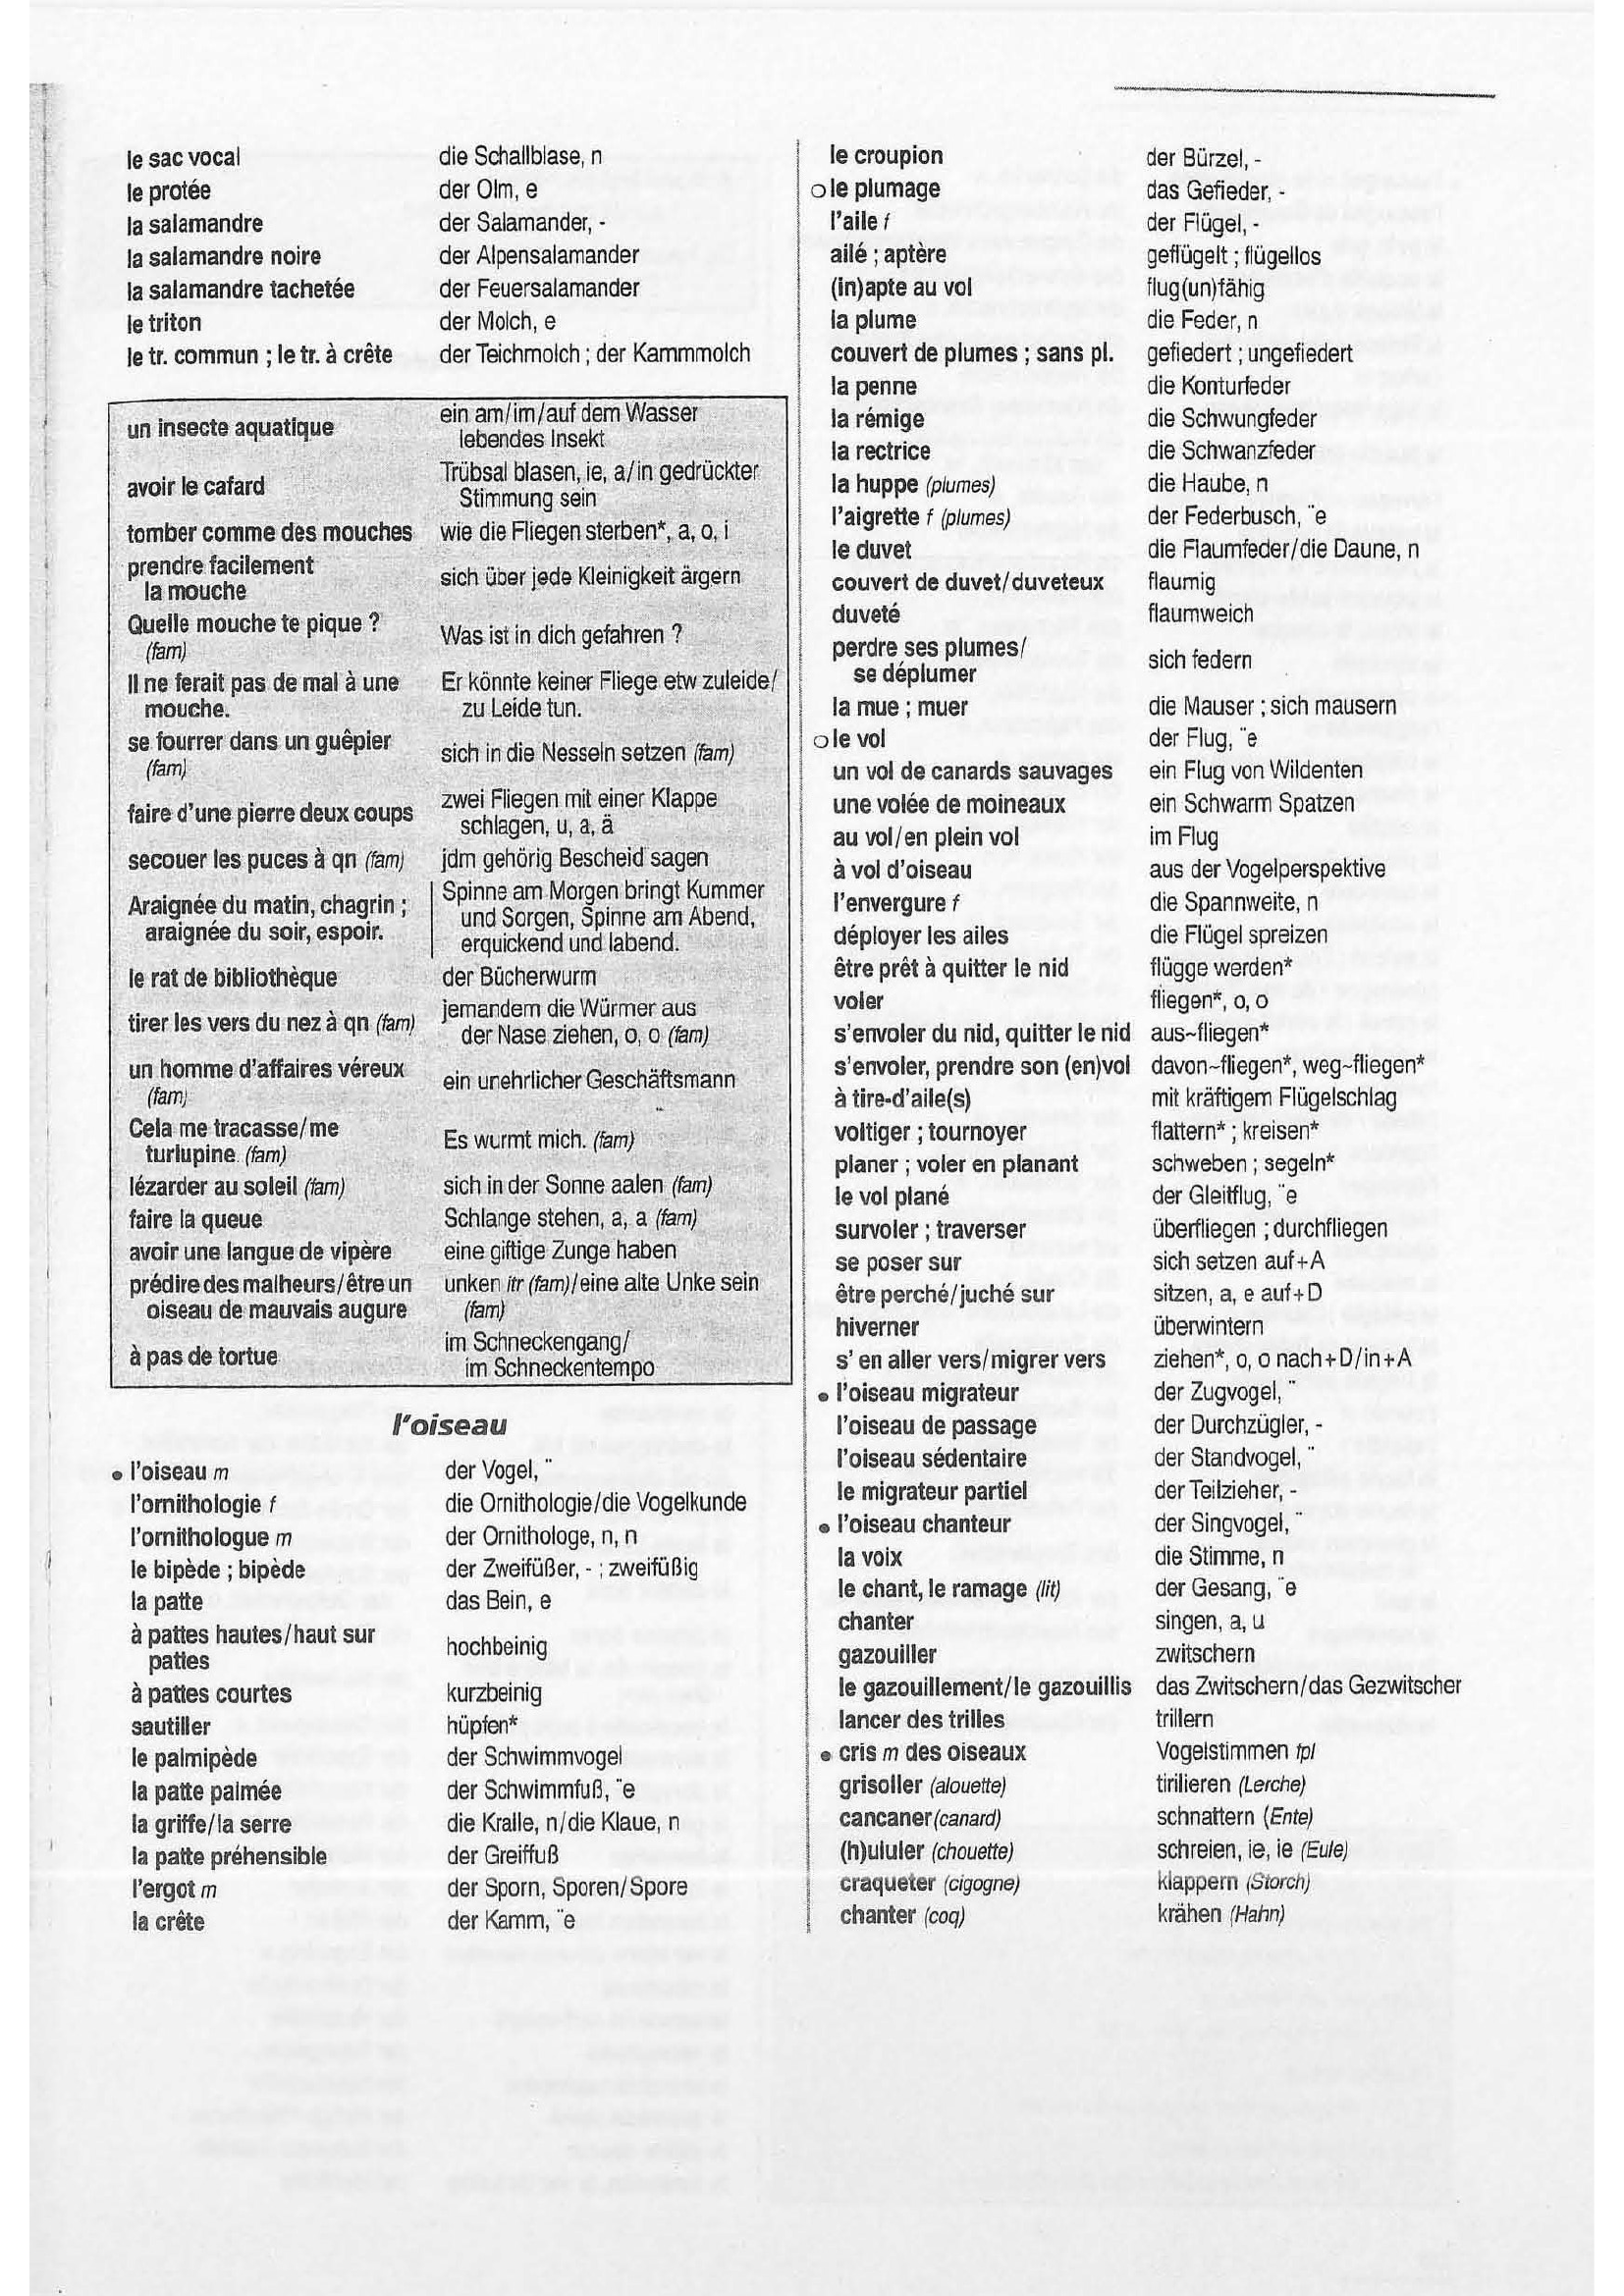 le sac vocal die Schallblase, n
le protée der Olm, e
la salamandre der Salamander, -
la salamandre noire der Alpensalamander
la salamandre tachetée der Feuersalamander
le triton der Molch, e
le tr. commun ; le tr. à crête der Teichmolch ; der Kammmolch
un insecte aquatique ein am/im/auf dem Wasser
lebendes Insekt
avoir le cafard Trübsal blasen, ie, a/in gedrückter
Stimmung sein
tomber comme des mouches wie die Fliegen sterben*, a, o, i
prendre facilement
la mouche sich über jede Kleinigkeit ärgern
Quelle mouche te pique ?
(fam) Was ist in dich gefahren ?
Il ne ferait pas de mal à une Er könnte keiner Fliege etw zuleide/
mouche. zu Leide tun.
se fourrer dans un guêpier
(fam) sich in die Nesseln setzen (fam)
faire d'une pierre deux coups zwei Fliegen mit einer Klappe
schlagen, u, a, ä
secouer les puces à qn (fam) jdm gehörig Bescheid sagen
Araignée du matin, chagrin ; Spinne am Morgen bringt Kummer
araignée du soir, espoir. und Sorgen, Spinne am Abend,
erquickend und labend.
le rat de bibliothèque der Bücherwurm
tirer les vers du nez à qn (fam) jemandem die Würmer aus
der Nase ziehen, o, o (fam)
un homme d'affaires véreux
(fam) ein unehrlicher Geschäftsmann
Cela me tracasse/me
turlupine (fam) Es wurmt mich. (fam)
lézarder au soleil (fam) sich in der Sonne aalen (fam)
faire la queue Schlange stehen, a, a (fam)
avoir une langue de vipère eine giftige Zunge haben
prédire des malheurs/être un unken itr (fam)/eine alte Unke sein
oiseau de mauvais augure (fam)
à pas de tortue im Schneckengang/
im Schneckentempo
l'oiseau
• l'oiseau m der Vogel, ¨
l'ornithologie f die Ornithologie/die Vogelkunde
l'ornithologue m der Ornithologe, n, n
le bipède ; bipède der Zweifüßer, - ; zweifüßig
la patte das Bein, e
à pattes hautes/haut sur
pattes hochbeinig
à pattes courtes kurzbeinig
sautiller hüpfen*
le palmipède der Schwimmvogel
la patte palmée der Schwimmfuß, ¨e
la griffe/la serre die Kralle, n/die Klaue, n
la patte préhensible der Greiffuß
l'ergot m der Sporn, Sporen/Spore
la crête der Kamm, ¨e
le croupion der Bürzel, -
○ le plumage das Gefieder, -
l'aile f der Flügel, -
ailé ; aptère geflügelt ; flügellos
(in)apte au vol flug(un)fähig
la plume die Feder, n
couvert de plumes ; sans pl. gefiedert ; ungefiedert
la penne die Konturfeder
la rémige die Schwungfeder
la rectrice die Schwanzfeder
la huppe (plumes) die Haube, n
l'aigrette f (plumes) der Federbusch, ¨e
le duvet die Flaumfeder/die Daune, n
couvert de duvet/duveteux flaumig
duveté flaumweich
perdre ses plumes/
se déplumer sich federn
la mue ; muer die Mauser ; sich mausern
○ le vol der Flug, ¨e
un vol de canards sauvages ein Flug von Wildenten
une volée de moineaux ein Schwarm Spatzen
au vol/en plein vol im Flug
à vol d'oiseau aus der Vogelperspektive
l'envergure f die Spannweite, n
déployer les ailes die Flügel spreizen
être prêt à quitter le nid flügge werden*
voler fliegen*, o, o
s'envoler du nid, quitter le nid aus~fliegen*
s'envoler, prendre son (en)vol davon~fliegen*, weg~fliegen*
à tire-d'aile(s) mit kräftigem Flügelschlag
voltiger ; tournoyer flattern* ; kreisen*
planer ; voler en planant schweben ; segeln*
le vol plané der Gleitflug, ¨e
survoler ; traverser überfliegen ; durchfliegen
se poser sur sich setzen auf+A
être perché/juché sur sitzen, a, e auf+D
hiverner überwintern
s' en aller vers/migrer vers ziehen*, o, o nach+D/in+A
• l'oiseau migrateur der Zugvogel, ¨
l'oiseau de passage der Durchzügler, -
l'oiseau sédentaire der Standvogel, ¨
le migrateur partiel der Teilzieher, -
• l'oiseau chanteur der Singvogel, ¨
la voix die Stimme, n
le chant, le ramage (lit) der Gesang, ¨e
chanter singen, a, u
gazouiller zwitschern
le gazouillement/le gazouillis das Zwitschern/das Gezwitscher
lancer des trilles trillern
• cris m des oiseaux Vogelstimmen fpl
grisoller (alouette) tirilieren (Lerche)
cancaner(canard) schnattern (Ente)
(h)ululer (chouette) schreien, ie, ie (Eule)
craqueter (cigogne) klappern (Storch)
chanter (coq) krähen (Hahn)